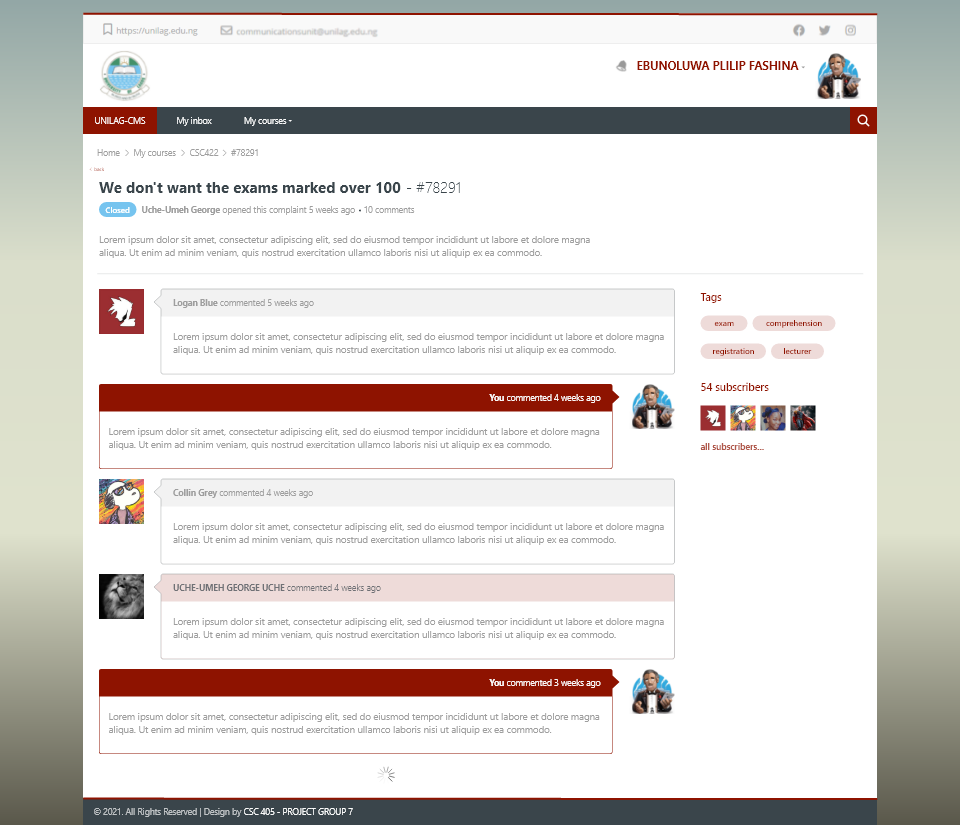 https://unilag.edu.ng communicationsunit@unilag.edu.ng
EBUNOLUWA PLILIP FASHINA
UNILAG-CMS My inbox My courses
Home > My courses > CSC422 > #78291
< back
We don't want the exams marked over 100 - #78291
Closed Uche-Umeh George opened this complaint 5 weeks ago • 10 comments
Lorem ipsum dolor sit amet, consectetur adipiscing elit, sed do eiusmod tempor incididunt ut labore et dolore magna
aliqua. Ut enim ad minim veniam, quis nostrud exercitation ullamco laboris nisi ut aliquip ex ea commodo.
Logan Blue commented 5 weeks ago
Lorem ipsum dolor sit amet, consectetur adipiscing elit, sed do eiusmod tempor incididunt ut labore et dolore magna
aliqua. Ut enim ad minim veniam, quis nostrud exercitation ullamco laboris nisi ut aliquip ex ea commodo.
You commented 4 weeks ago
Lorem ipsum dolor sit amet, consectetur adipiscing elit, sed do eiusmod tempor incididunt ut labore et dolore magna
aliqua. Ut enim ad minim veniam, quis nostrud exercitation ullamco laboris nisi ut aliquip ex ea commodo.
Collin Grey commented 4 weeks ago
Lorem ipsum dolor sit amet, consectetur adipiscing elit, sed do eiusmod tempor incididunt ut labore et dolore magna
aliqua. Ut enim ad minim veniam, quis nostrud exercitation ullamco laboris nisi ut aliquip ex ea commodo.
UCHE-UMEH GEORGE UCHE commented 4 weeks ago
Lorem ipsum dolor sit amet, consectetur adipiscing elit, sed do eiusmod tempor incididunt ut labore et dolore magna
aliqua. Ut enim ad minim veniam, quis nostrud exercitation ullamco laboris nisi ut aliquip ex ea commodo.
You commented 3 weeks ago
Lorem ipsum dolor sit amet, consectetur adipiscing elit, sed do eiusmod tempor incididunt ut labore et dolore magna
aliqua. Ut enim ad minim veniam, quis nostrud exercitation ullamco laboris nisi ut aliquip ex ea commodo.
Tags
exam comprehension
registration lecturer
54 subscribers
all subscribers...
© 2021. All Rights Reserved | Design by CSC 405 - PROJECT GROUP 7